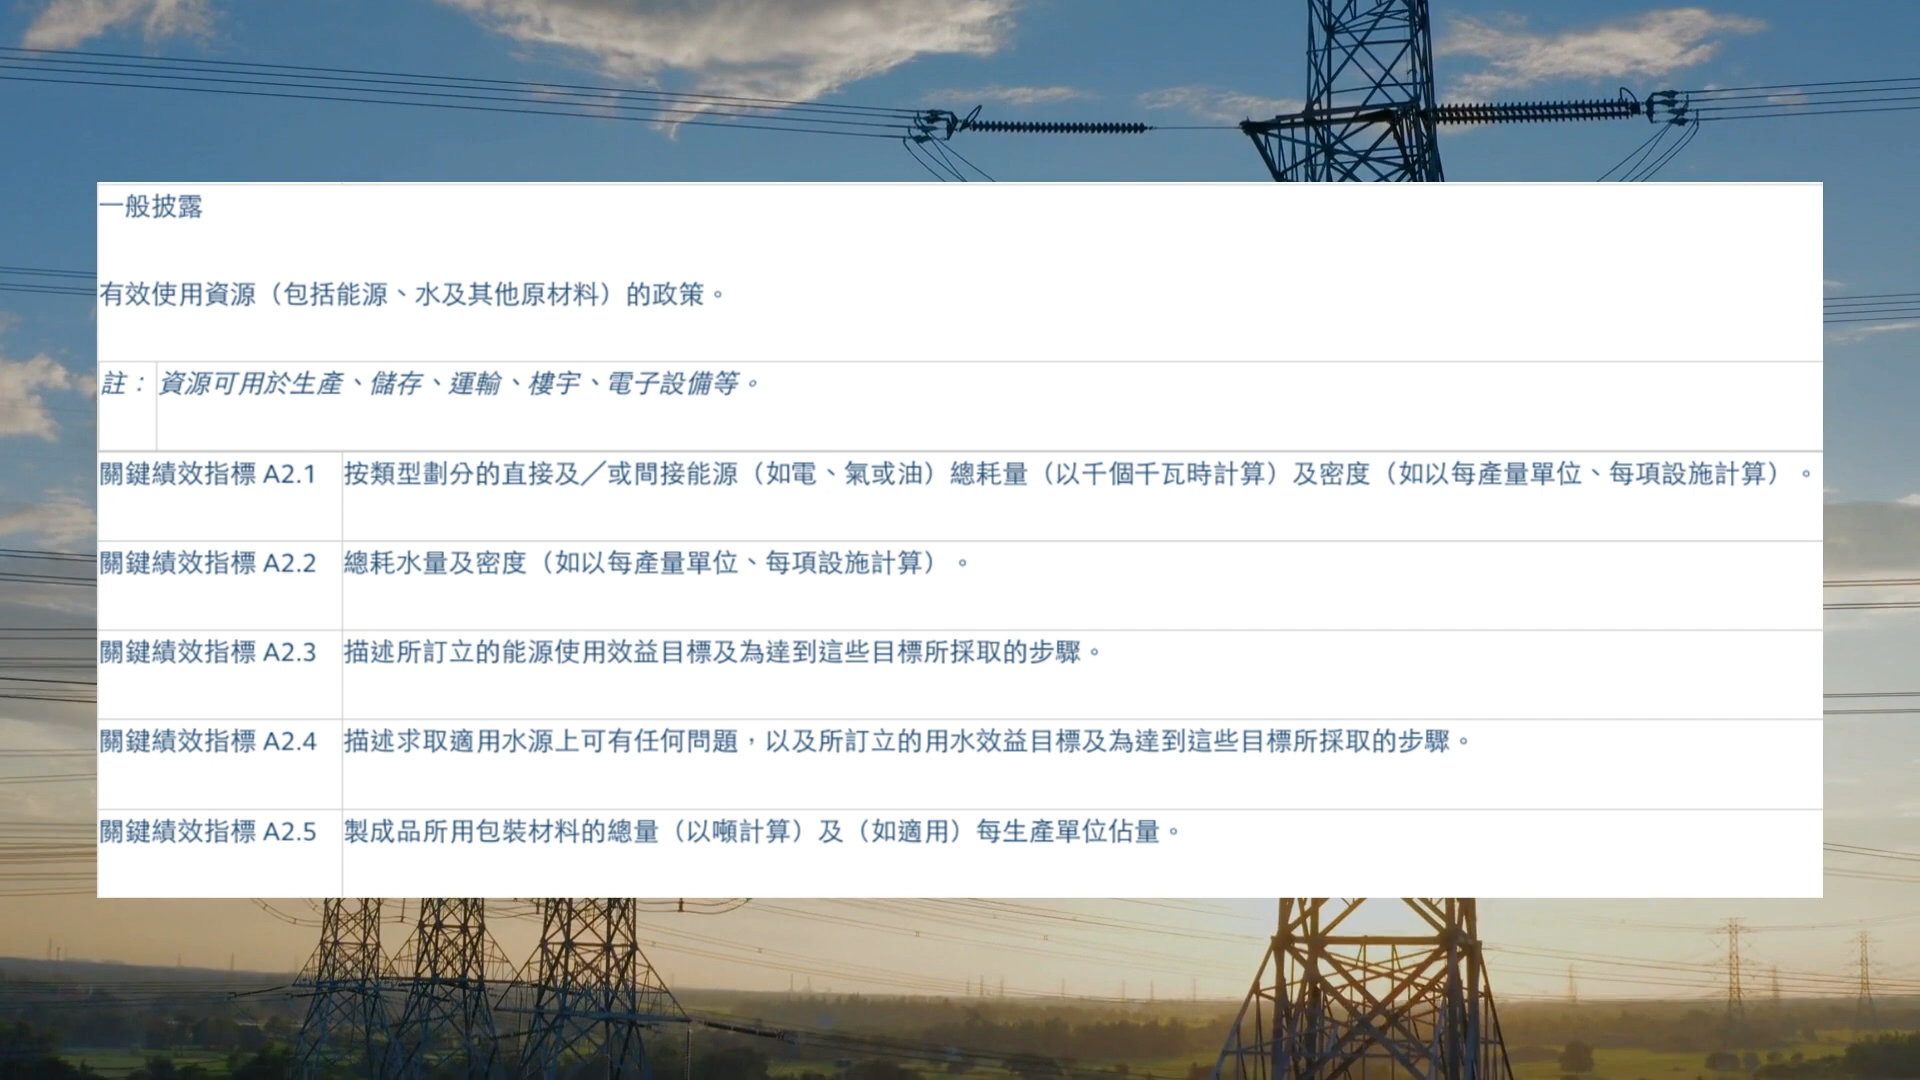 一般披露
有效使用資源（包括能源、水及其他原材料）的政策。
註： 資源可用於生產、儲存、運輸、樓宇、電子設備等。
關鍵績效指標 A2.1 按類型劃分的直接及／或間接能源（如電、氣或油）總耗量（以千個千瓦時計算）及密度（如以每產量單位、每項設施計算）。
關鍵績效指標 A2.2 總耗水量及密度（如以每產量單位、每項設施計算）。
關鍵績效指標 A2.3 描述所訂立的能源使用效益目標及為達到這些目標所採取的步驟。
關鍵績效指標 A2.4 描述求取適用水源上可有任何問題，以及所訂立的用水效益目標及為達到這些目標所採取的步驟。
關鍵績效指標 A2.5 製成品所用包裝材料的總量（以噸計算）及（如適用）每生產單位佔量。